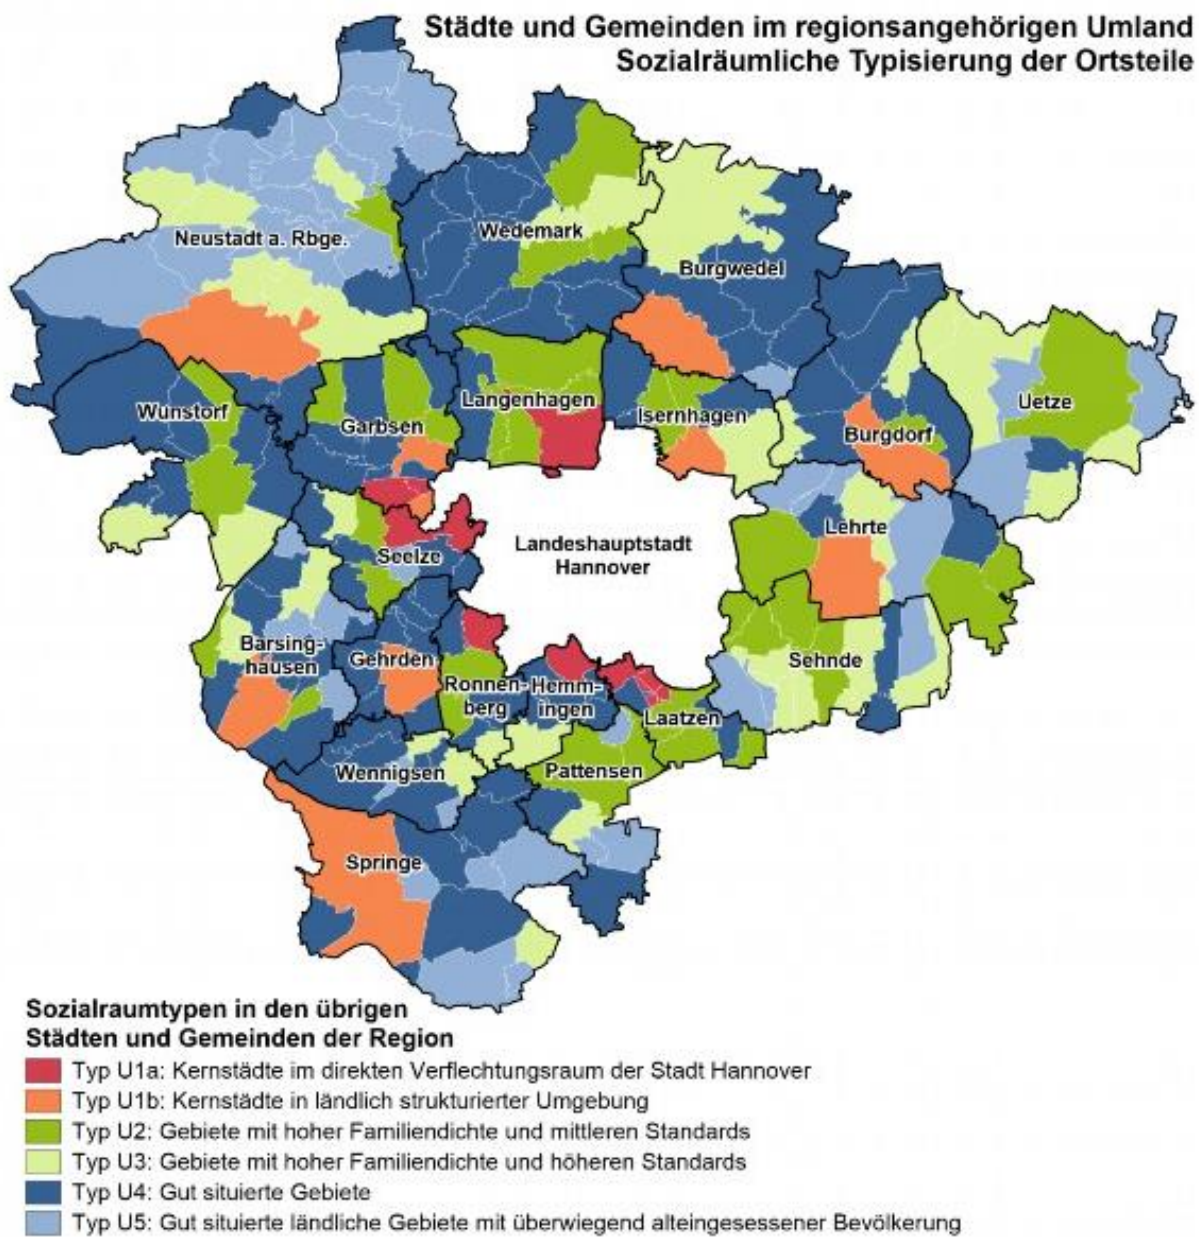 Städte und Gemeinden im regionsangehörigen Umland
Sozialräumliche Typisierung der Ortsteile
Neustadt a. Rbge.
Wedemark
Burgwedel
Wunstorf
Garbsen
Langenhagen
Isernhagen
Burgdorf
Uetze
Seelze
Landeshauptstadt
Hannover
Lehrte
Barsing-
hausen
Gehrden
Ronnen-
berg
Hemm-
ingen
Laatzen
Sehnde
Wennigsen
Pattensen
Springe
Sozialraumtypen in den übrigen
Städten und Gemeinden der Region
Typ U1a: Kernstädte im direkten Verflechtungsraum der Stadt Hannover
Typ U1b: Kernstädte in ländlich strukturierter Umgebung
Typ U2: Gebiete mit hoher Familiendichte und mittleren Standards
Typ U3: Gebiete mit hoher Familiendichte und höheren Standards
Typ U4: Gut situierte Gebiete
Typ U5: Gut situierte ländliche Gebiete mit überwiegend alteingesessener Bevölkerung